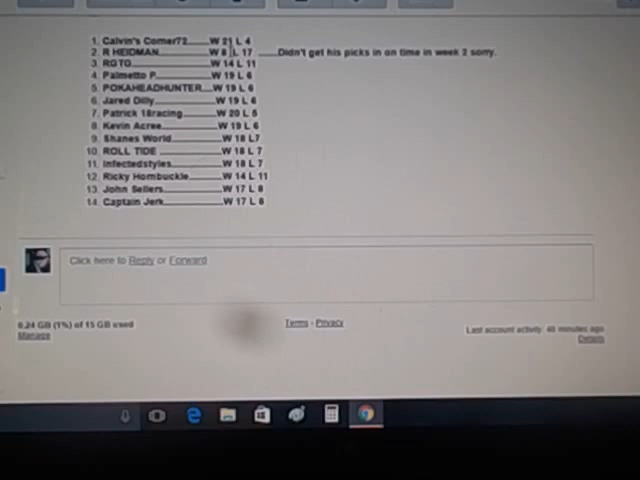 1. Calvin's Corner72......W 21 L 4
2. R HEIDMAN..............W 8 L 17 ......Didn't get his picks in on time in week 2 sorry.
3. ROTO......................W 14 L 11
4. Palmetto P...............W 19 L 6
5. POKAHEADHUNTER...W 19 L 6
6. Jared Dilly...............W 19 L 6
7. Patrick 18racing.........W 20 L 5
8. Kevin Acree..............W 19 L 6
9. Shanes World.............W 18 L7
10. ROLL TIDE ................W 18 L 7
11. Infectedstyles.............W 18 L 7
12. Ricky Hornbuckle........W 14 L 11
13. John Sellers................W 17 L 8
14. Captain Jerk................W 17 L 8
Click here to Reply or Forward
0.24 GB (1%) of 15 GB used
Manage
Terms - Privacy
Last account activity: 48 minutes ago
Details